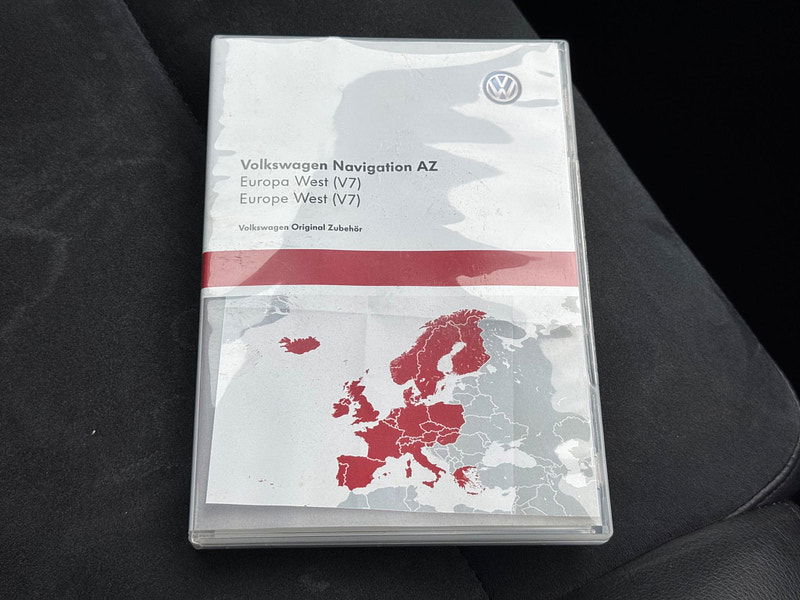 Volkswagen Navigation AZ
Europa West (V7)
Europe West (V7)
Volkswagen Original Zubehör